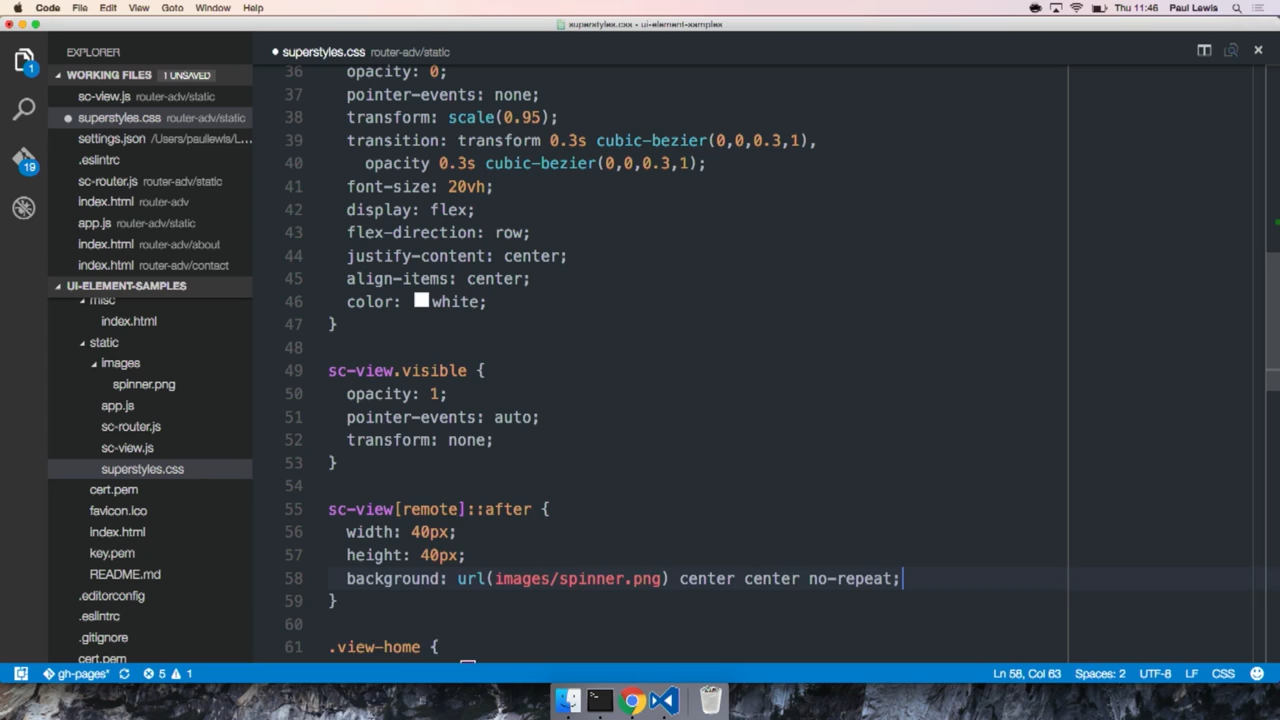 Code File Edit View Goto Window Help Thu 11:46 Paul Lewis
superstyles.css - ui-element-samples
EXPLORER
WORKING FILES 1 UNSAVED
sc-view.js router-adv/static
superstyles.css router-adv/static
settings.json /Users/paullewis/L...
.eslintrc
sc-router.js router-adv/static
index.html router-adv
app.js router-adv/static
index.html router-adv/about
index.html router-adv/contact
UI-ELEMENT-SAMPLES
misc
index.html
static
images
spinner.png
app.js
sc-router.js
sc-view.js
superstyles.css
cert.pem
favicon.ico
index.html
key.pem
README.md
.editorconfig
.eslintrc
.gitignore
cert.pem
1
19
superstyles.css router-adv/static
36 opacity: 0;
37 pointer-events: none;
38 transform: scale(0.95);
39 transition: transform 0.3s cubic-bezier(0,0,0.3,1),
40 opacity 0.3s cubic-bezier(0,0,0.3,1);
41 font-size: 20vh;
42 display: flex;
43 flex-direction: row;
44 justify-content: center;
45 align-items: center;
46 color: white;
47 }
48
49 sc-view.visible {
50 opacity: 1;
51 pointer-events: auto;
52 transform: none;
53 }
54
55 sc-view[remote]::after {
56 width: 40px;
57 height: 40px;
58 background: url(images/spinner.png) center center no-repeat;
59 }
60
61 .view-home {
gh-pages* 5 1 Ln 58, Col 63 Spaces: 2 UTF-8 LF CSS